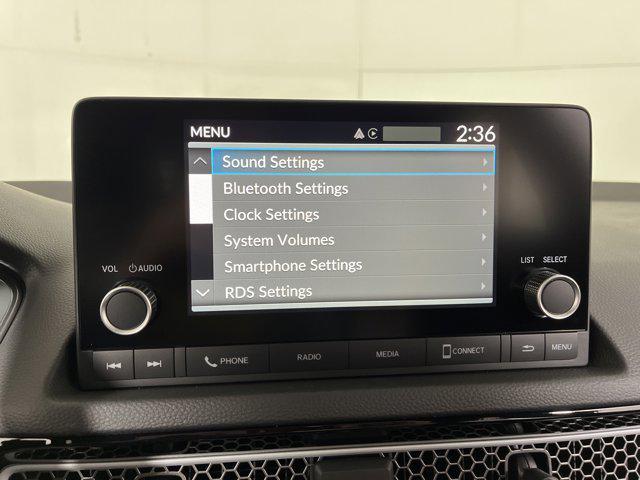 MENU 2:36
Sound Settings
Bluetooth Settings
Clock Settings
System Volumes
Smartphone Settings
RDS Settings
VOL AUDIO
LIST SELECT
PHONE RADIO MEDIA CONNECT MENU